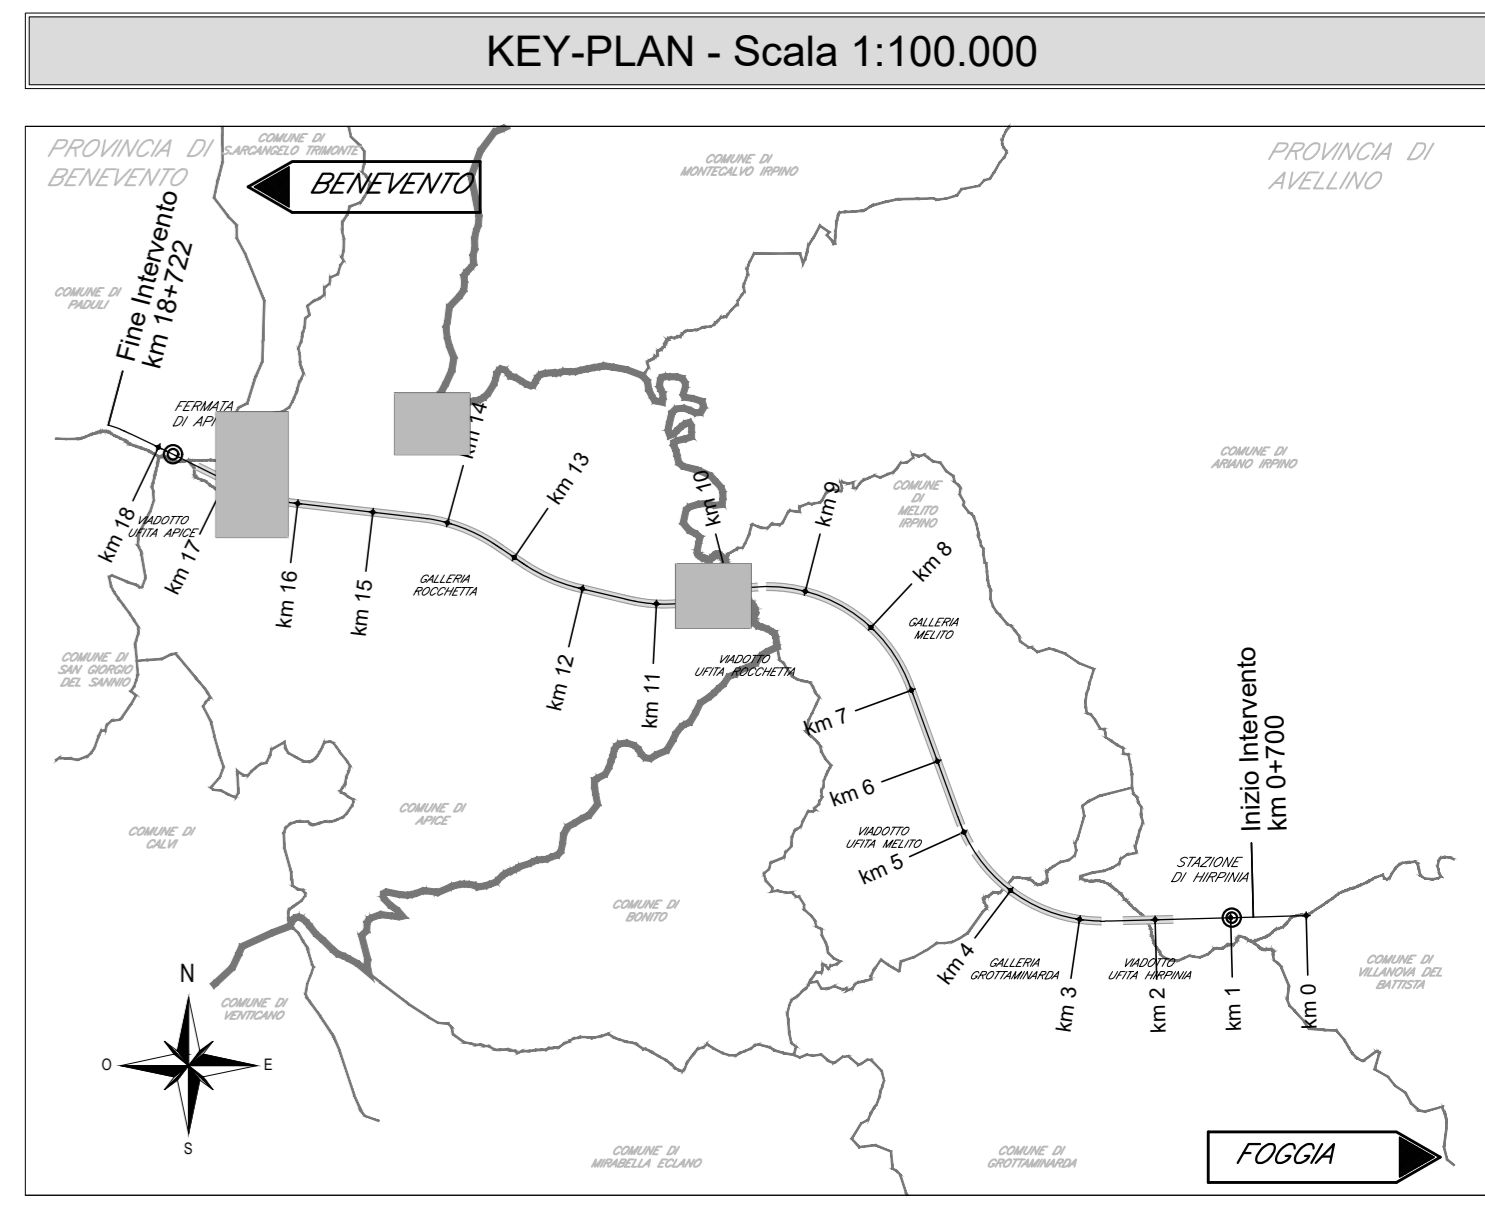 KEY-PLAN - Scala 1:100.000
PROVINCIA DI
BENEVENTO
COMUNE DI
S.ARCANGELO TRIMONTE
BENEVENTO
COMUNE DI
MONTECALVO IRPINO
PROVINCIA DI
AVELLINO
Fine Intervento
km 18+722
COMUNE DI
PADULI
FERMATA
DI
km 14
km 13
km 10
km 9
COMUNE
DI
MELITO
IRPINO
COMUNE DI
ARIANO IRPINO
km 18
VIADOTTO
UFITA APICE
km 17
km 16
km 15
GALLERIA
ROCCHETTA
km 8
GALLERIA
MELITO
COMUNE DI
SAN GIORGIO
DEL SANNIO
km 12
km 11
VIADOTTO
UFITA ROCCHETTA
km 7
Inizio Intervento
km 0+700
km 6
COMUNE DI
APICE
COMUNE DI
CALVI
VIADOTTO
UFITA MELITO
km 5
STAZIONE
DI HIRPINIA
COMUNE DI
BONITO
km 4
GALLERIA
GROTTAMINARDA
km 3
VIADOTTO
UFITA HIRPINIA
km 2
km 1
km 0
COMUNE DI
VILLANOVA DEL
BATTISTA
COMUNE DI
VENTICANO
N
O
E
S
COMUNE DI
MIRABELLA ECLANO
COMUNE DI
GROTTAMINARDA
FOGGIA